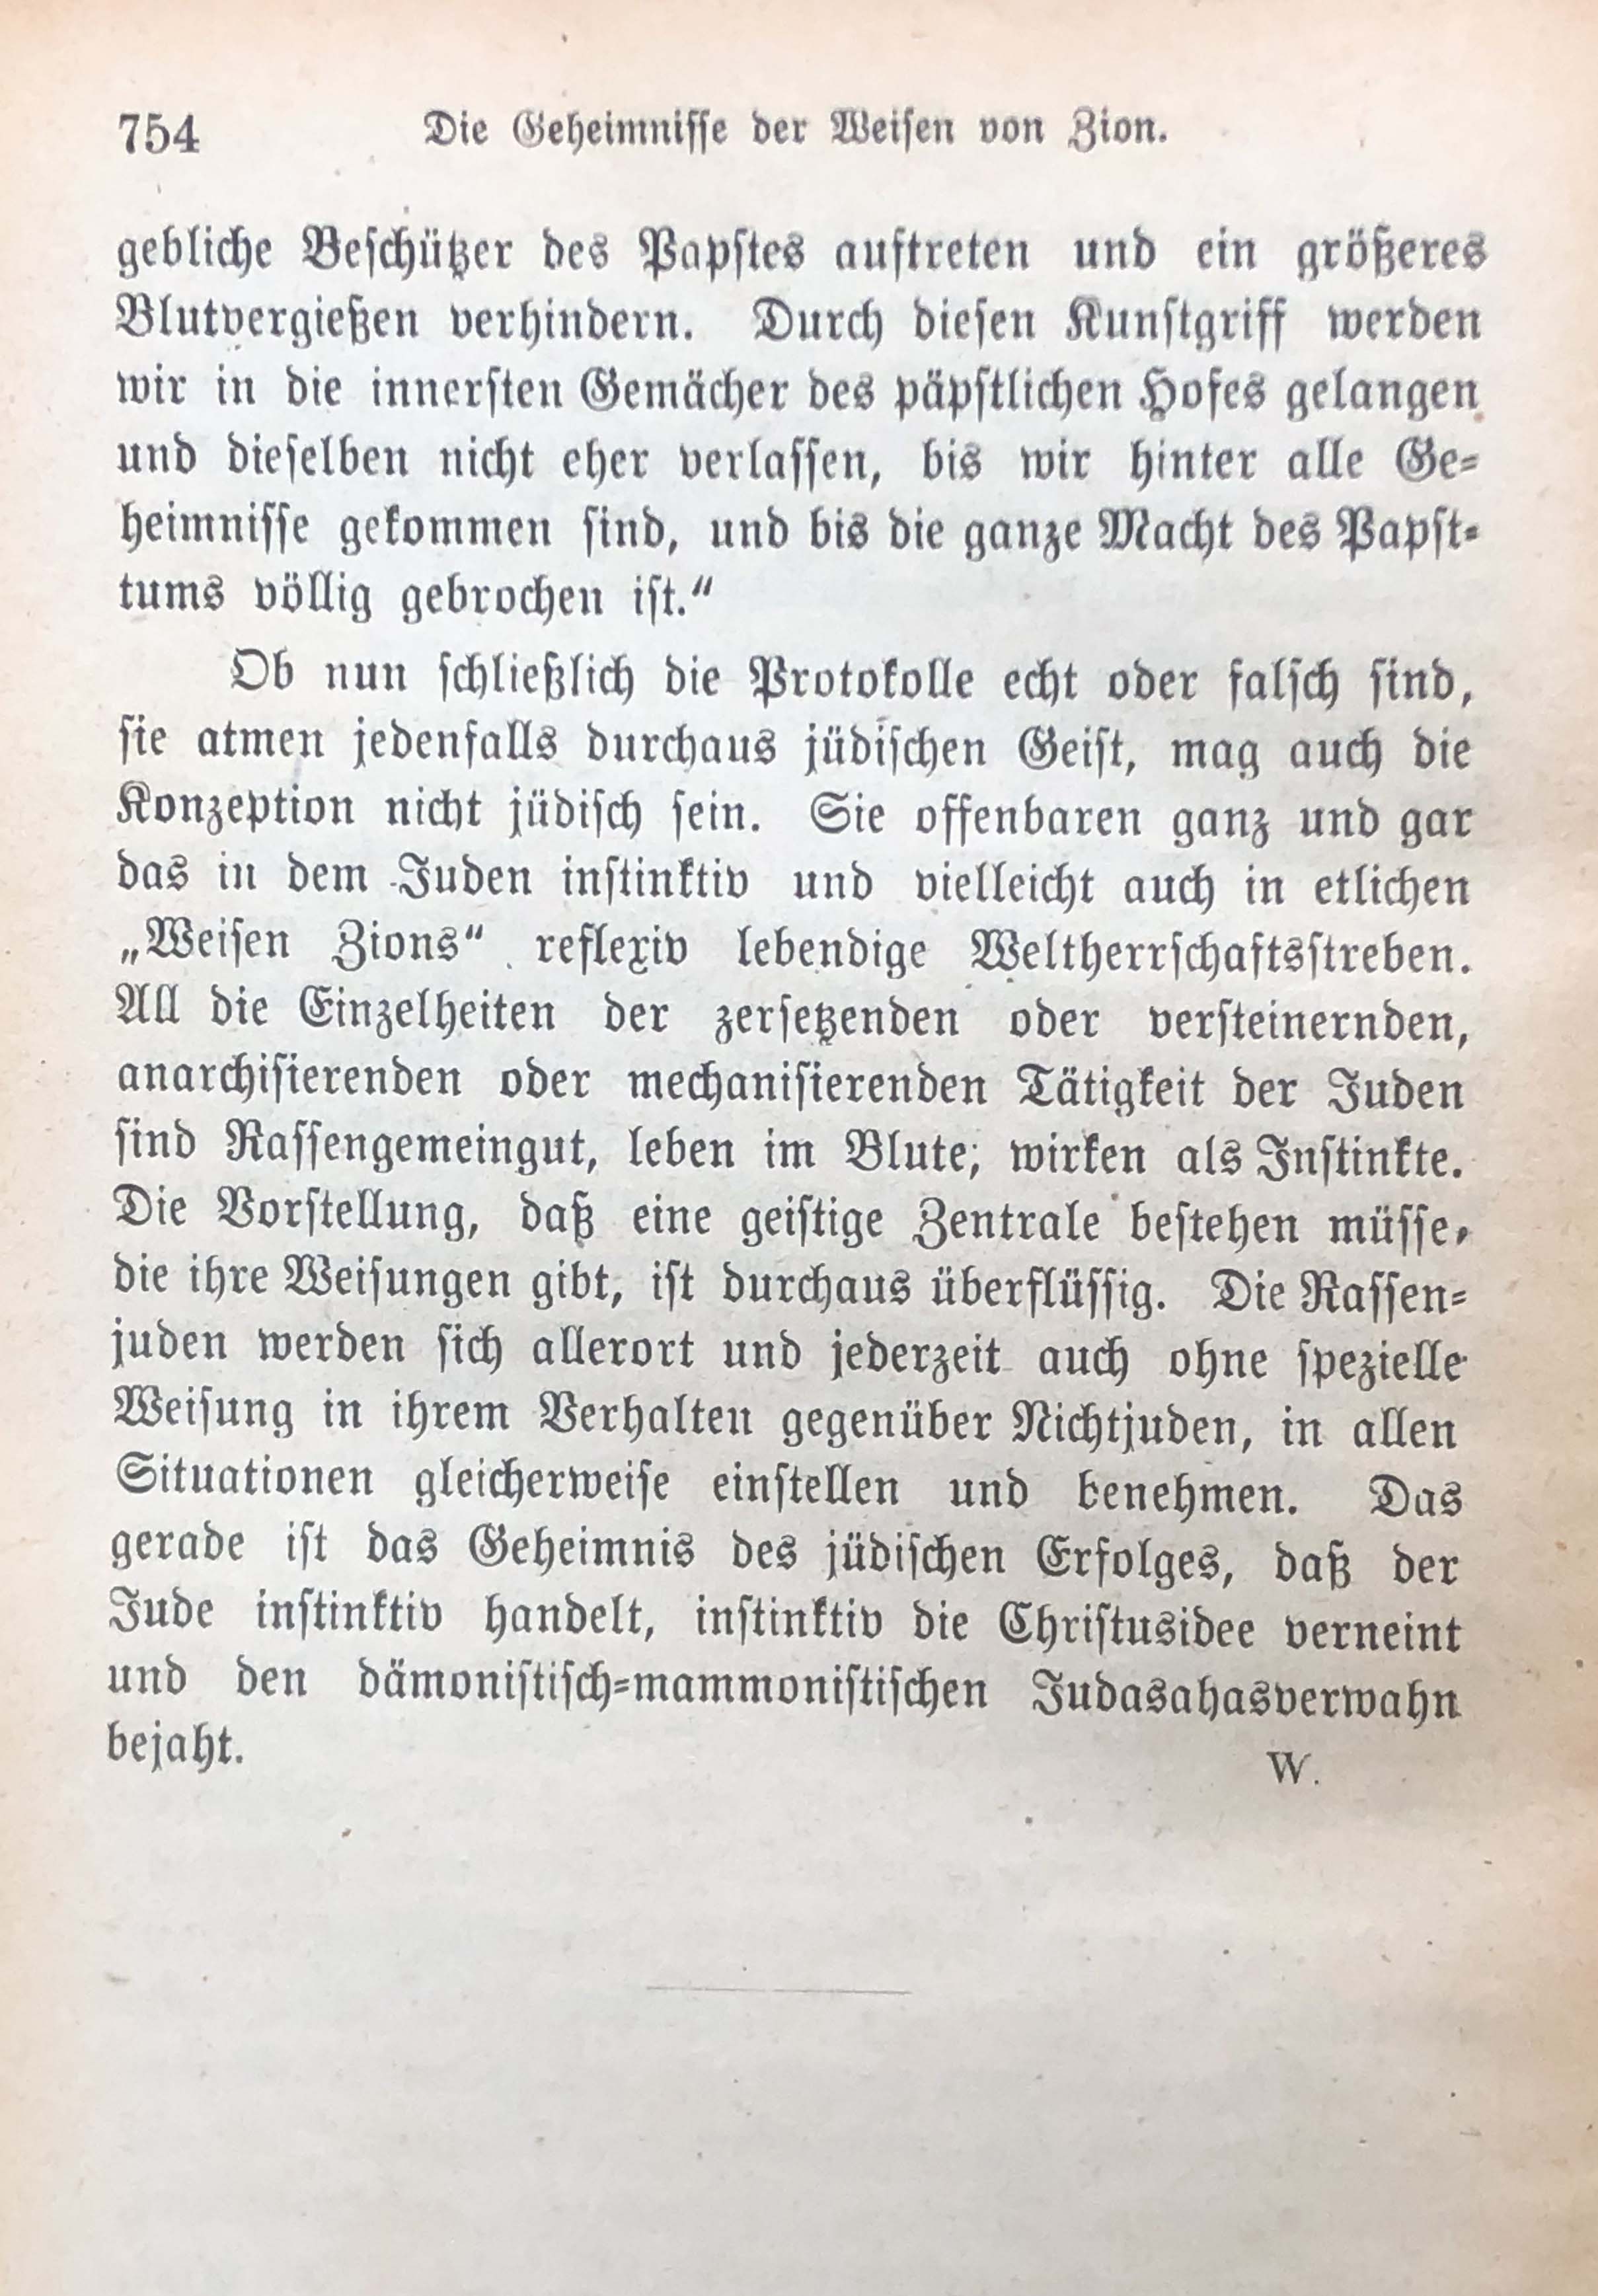 754 Die Geheimnisse der Weisen von Zion.
gebliche Beschützer des Papstes auftreten und ein größeres
Blutvergießen verhindern. Durch diesen Kunstgriff werden
wir in die innersten Gemächer des päpstlichen Hofes gelangen
und dieselben nicht eher verlassen, bis wir hinter alle Ge-
heimnisse gekommen sind, und bis die ganze Macht des Papst-
tums völlig gebrochen ist.“
Ob nun schließlich die Protokolle echt oder falsch sind,
sie atmen jedenfalls durchaus jüdischen Geist, mag auch die
Konzeption nicht jüdisch sein. Sie offenbaren ganz und gar
das in dem Juden instinktiv und vielleicht auch in etlichen
„Weisen Zions“ reflexiv lebendige Weltherrschaftsstreben.
All die Einzelheiten der zersetzenden oder versteinernden,
anarchisierenden oder mechanisierenden Tätigkeit der Juden
sind Rassengemeingut, leben im Blute; wirken als Instinkte.
Die Vorstellung, daß eine geistige Zentrale bestehen müsse,
die ihre Weisungen gibt, ist durchaus überflüssig. Die Rassen-
juden werden sich allerort und jederzeit auch ohne spezielle
Weisung in ihrem Verhalten gegenüber Nichtjuden, in allen
Situationen gleicherweise einstellen und benehmen. Das
gerade ist das Geheimnis des jüdischen Erfolges, daß der
Jude instinktiv handelt, instinktiv die Christusidee verneint
und den dämonistisch-mammonistischen Judasahasverwahn
bejaht. W.